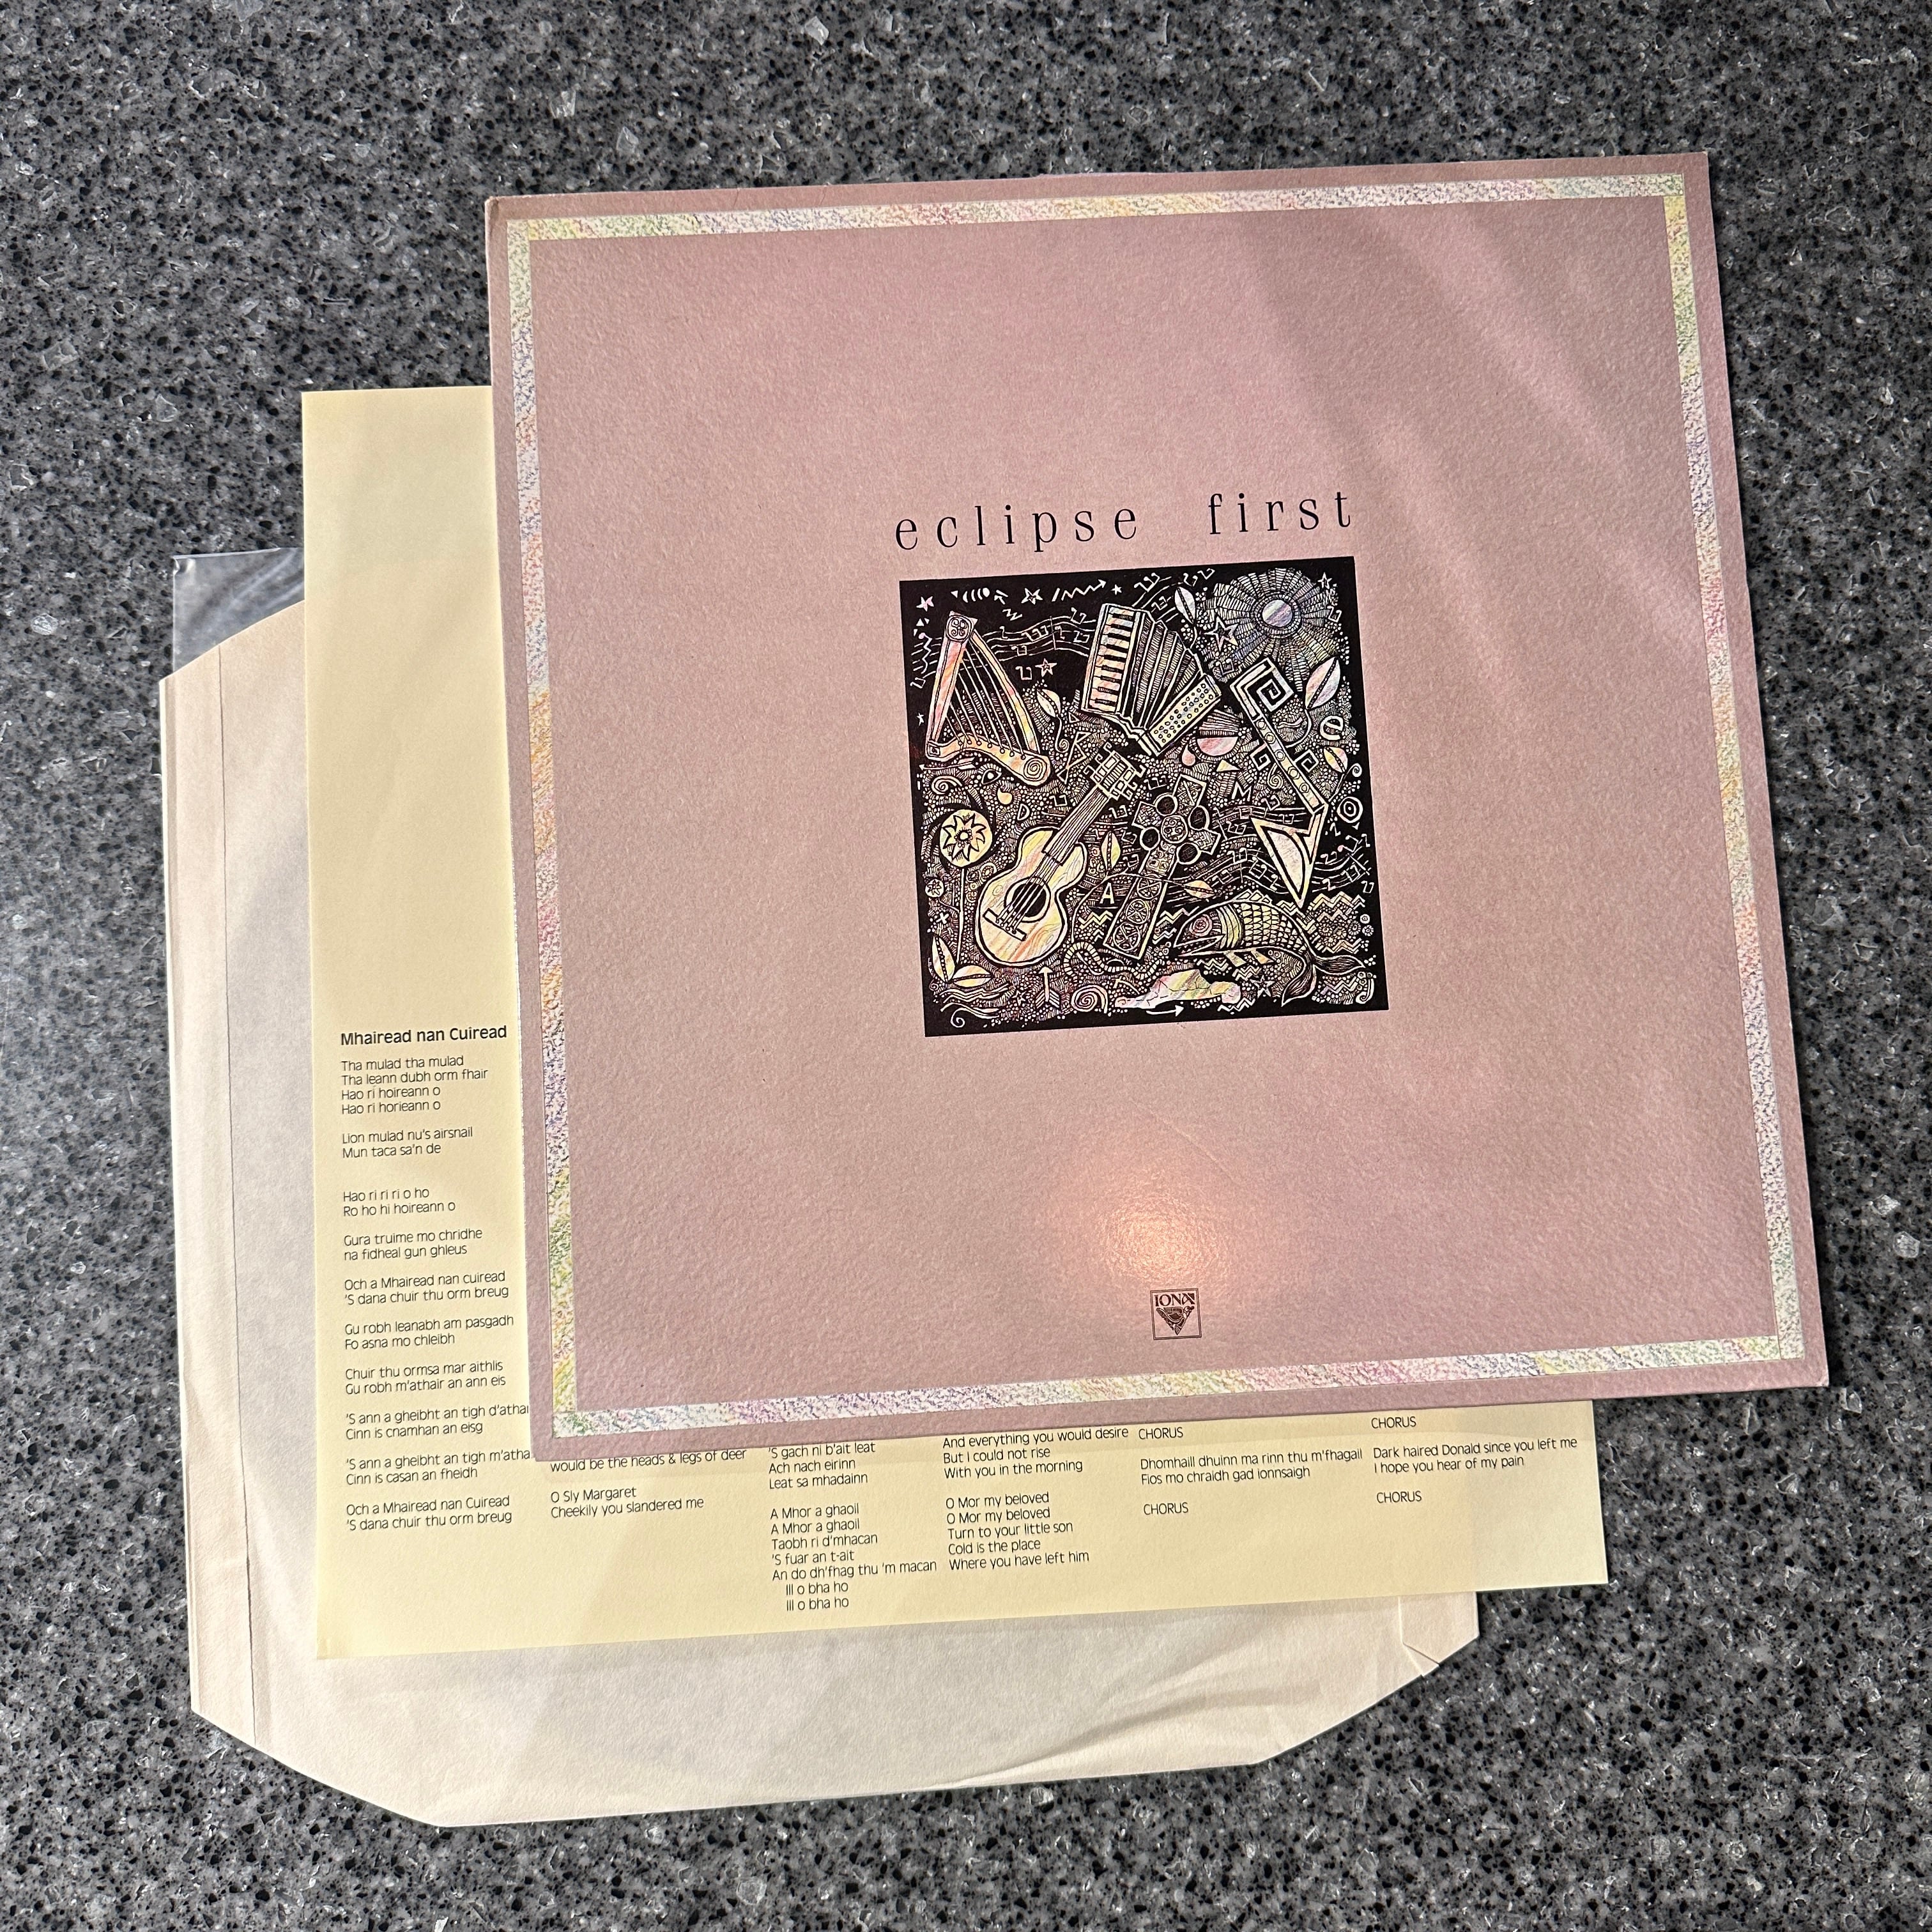 eclipse first
e
A
IONA
Mhairead nan Cuiread
Tha mulad tha mulad
Tha leann dubh orm fhair
Hao ri hoireann o
Hao ri horieann o
Lion mulad nu's airsnail
Mun taca sa'n de
Hao ri ri ri o ho
Ro ho hi hoireann o
Gura truime mo chridhe
na fidheal gun ghleus
Och a Mhairead nan cuiread
'S dana chuir thu orm breug
Gu robh leanabh am pasgadh
Fo asna mo chleibh
Chuir thu ormsa mar aithlis
Gu robh m'athair an ann eis
'S ann a gheibht an tigh d'athar
Cinn is cnamhan an eisg
'S ann a gheibht an tigh m'atha
Cinn is casan an fheidh
Och a Mhairead nan Cuiread
'S dana chuir thu orm breug
would be the heads & legs of deer
O Sly Margaret
Cheekily you slandered me
'S gach ni b'ait leat
Ach nach eirinn
Leat sa mhadainn
A Mhor a ghaoil
A Mhor a ghaoil
Taobh ri d'mhacan
'S fuar an t-ait
An do dh'fhag thu 'm macan
Ill o bha ho
Ill o bha ho
And everything you would desire
But I could not rise
With you in the morning
O Mor my beloved
O Mor my beloved
Turn to your little son
Cold is the place
Where you have left him
CHORUS
Dhomhaill dhuinn ma rinn thu m'fhagail
Fios mo chraidh gad ionnsaigh
CHORUS
CHORUS
Dark haired Donald since you left me
I hope you hear of my pain
CHORUS